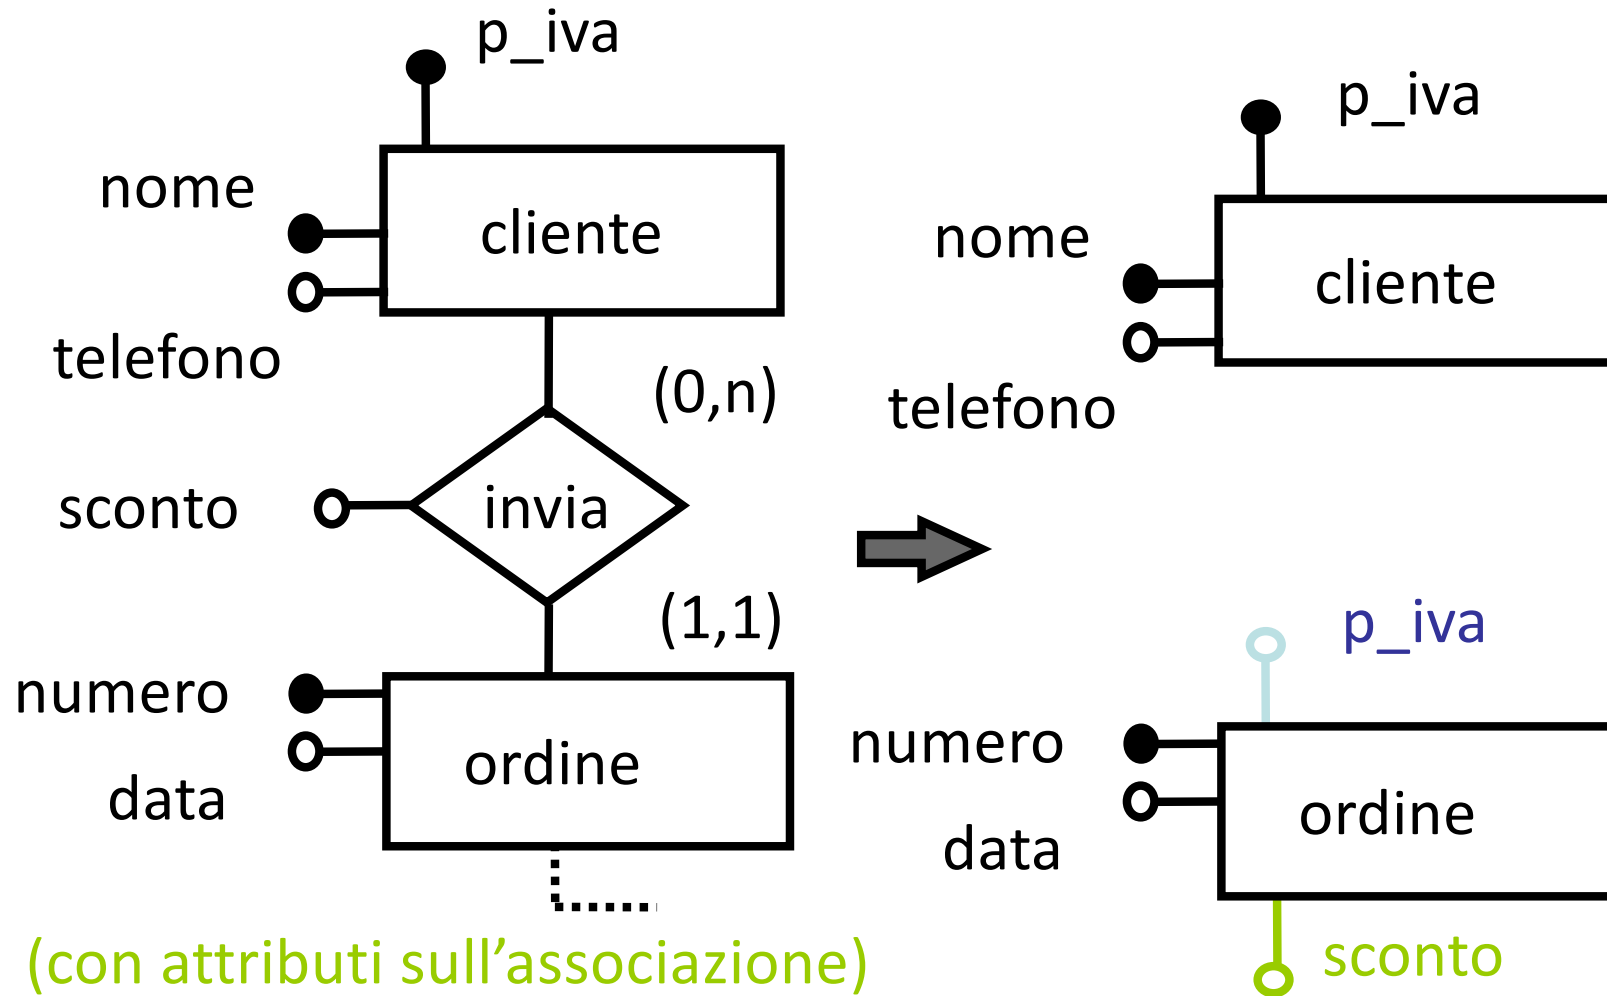 p_iva
nome
cliente
telefono
(0,n)
sconto
invia
(1,1)
numero
ordine
data
(con attributi sull’associazione)
p_iva
nome
cliente
telefono
p_iva
numero
ordine
data
sconto